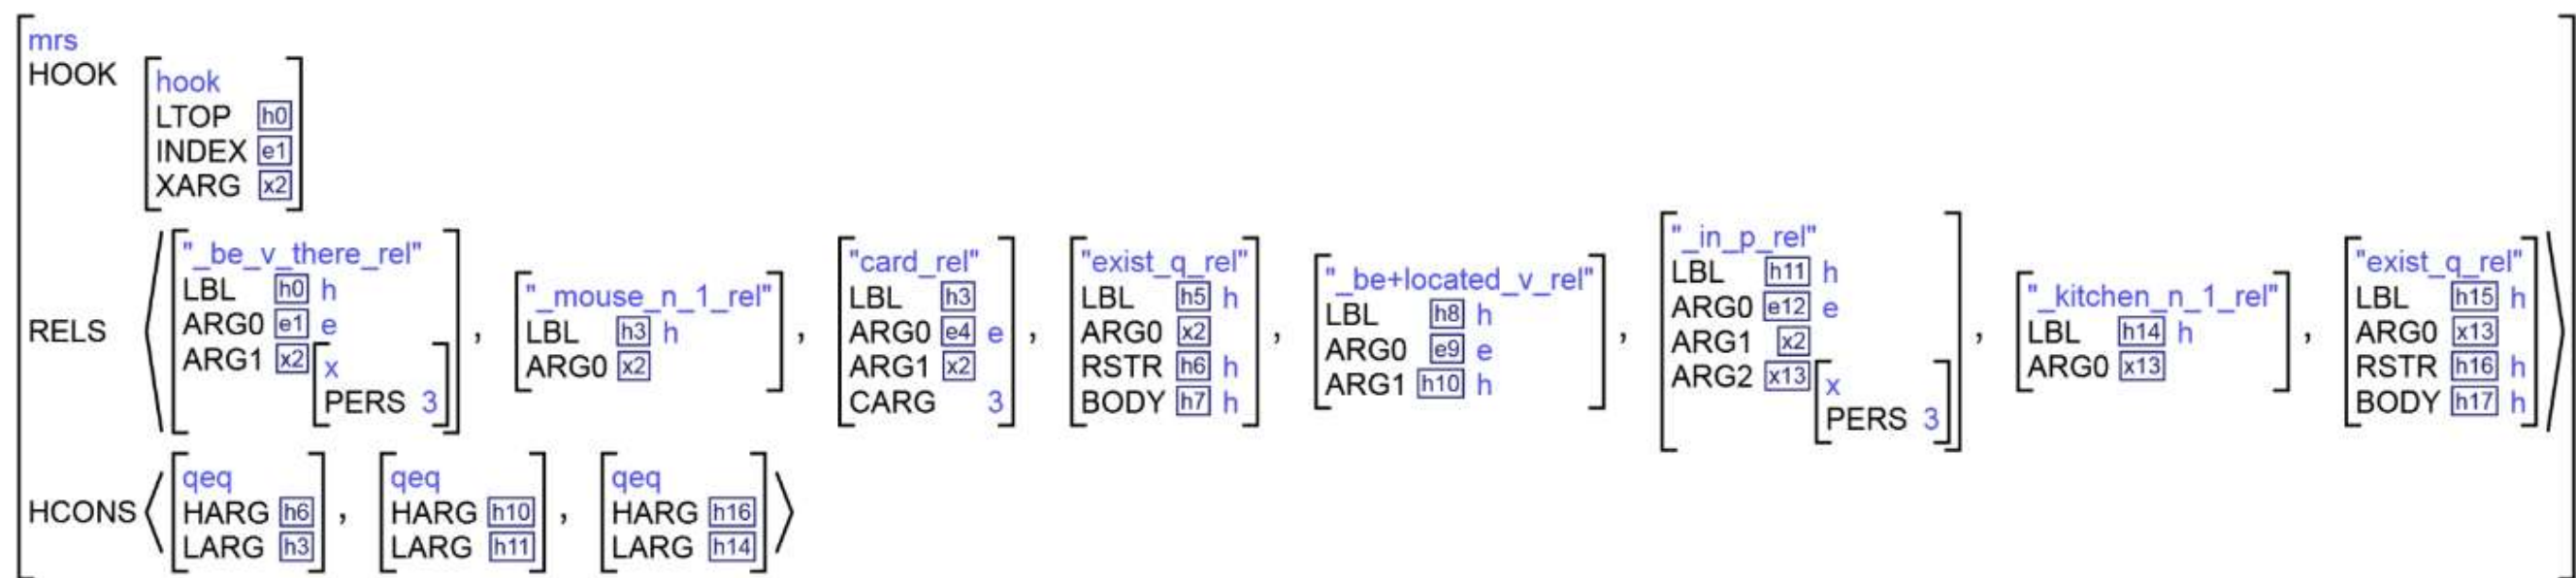 mrs
HOOK
hook
LTOP h0
INDEX e1
XARG x2
RELS
"_be_v_there_rel"
LBL h0 h
ARG0 e1 e
ARG1 x2 x
PERS 3
,
"_mouse_n_1_rel"
LBL h3 h
ARG0 x2
,
"card_rel"
LBL h3
ARG0 e4 e
ARG1 x2
CARG 3
,
"exist_q_rel"
LBL h5 h
ARG0 x2
RSTR h6 h
BODY h7 h
,
"_be+located_v_rel"
LBL h8 h
ARG0 e9 e
ARG1 h10 h
,
"_in_p_rel"
LBL h11 h
ARG0 e12 e
ARG1 x2
ARG2 x13 x
PERS 3
,
"_kitchen_n_1_rel"
LBL h14 h
ARG0 x13
,
"exist_q_rel"
LBL h15 h
ARG0 x13
RSTR h16 h
BODY h17 h
HCONS
qeq
HARG h6
LARG h3
,
qeq
HARG h10
LARG h11
,
qeq
HARG h16
LARG h14